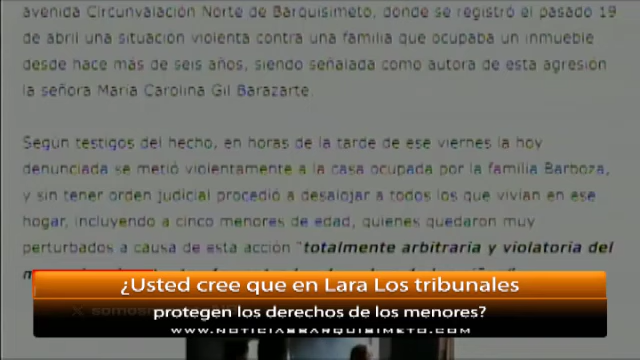 avenida Circunvalación Norte de Barquisimeto, donde se registró el pasado 19
de abril una situación violenta contra una familia que ocupaba un inmueble
desde hace más de seis años, siendo señalada como autora de esta agresión
la señora Maria Carolina Gil Barazarte.
Segun testigos del hecho, en horas de la tarde de ese viernes la hoy
denunciada se metió violentamente a la casa ocupada por la familia Barboza,
y sin tener orden judicial procedió a desalojar a todos los que vivían en ese
hogar, incluyendo a cinco menores de edad, quienes quedaron muy
perturbados a causa de esta acción "totalmente arbitraria y violatoria del
¿Usted cree que en Lara Los tribunales
protegen los derechos de los menores?
WWW.NOTICIASBARQUISIMETO.COM